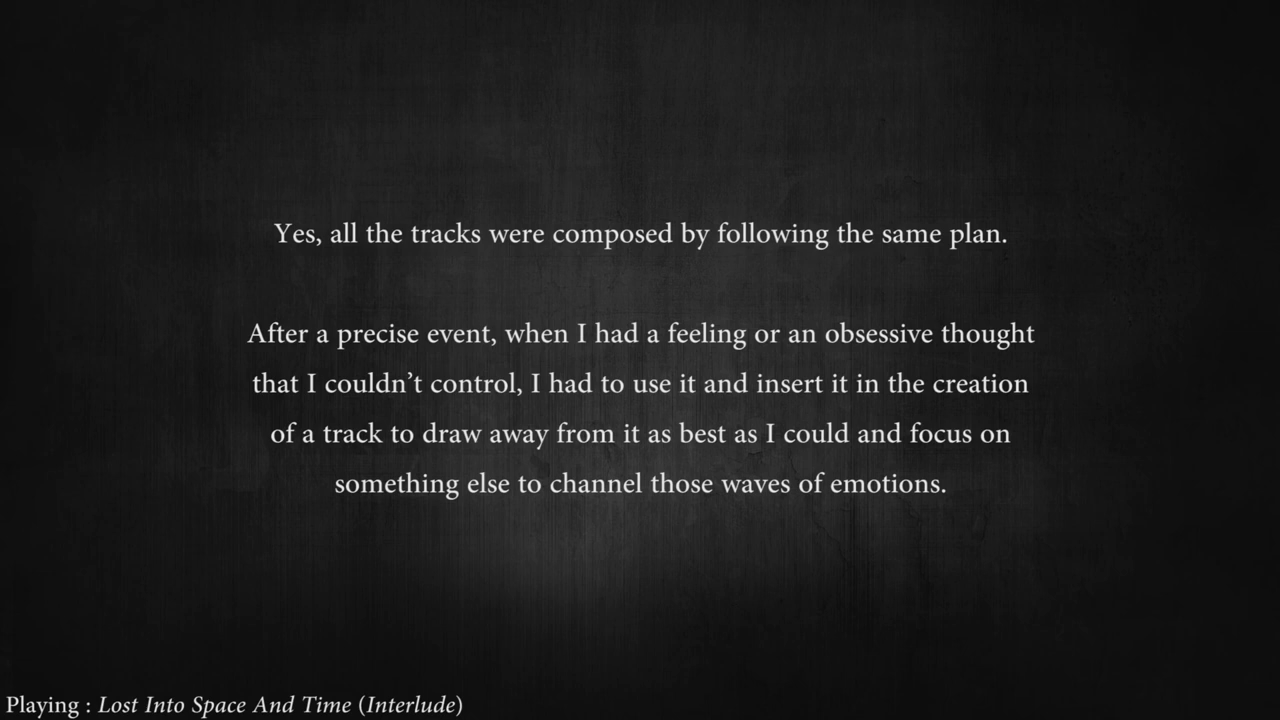 Yes, all the tracks were composed by following the same plan.
After a precise event, when I had a feeling or an obsessive thought
that I couldn’t control, I had to use it and insert it in the creation
of a track to draw away from it as best as I could and focus on
something else to channel those waves of emotions.
Playing : Lost Into Space And Time (Interlude)